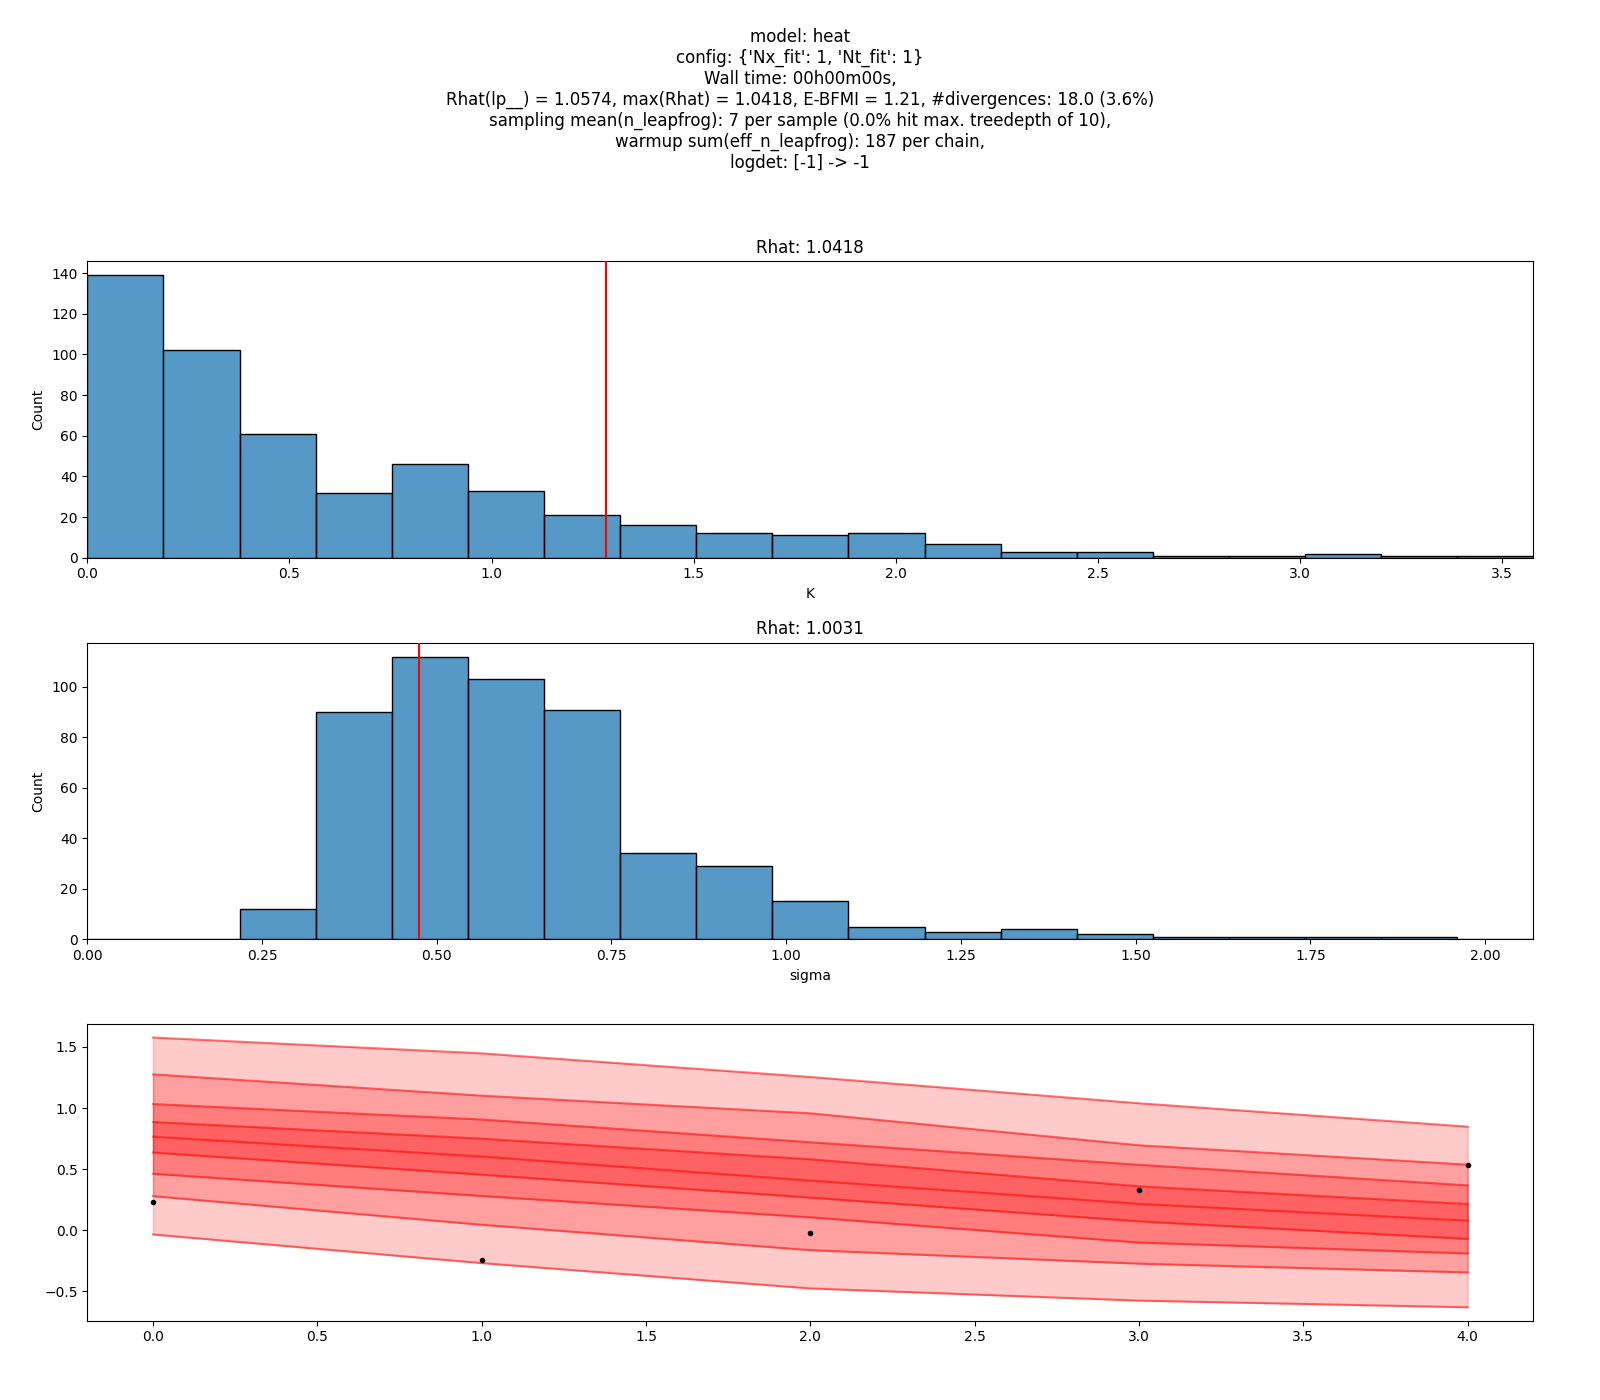 model: heat
config: {'Nx_fit': 1, 'Nt_fit': 1}
Wall time: 00h00m00s,
Rhat(lp__) = 1.0574, max(Rhat) = 1.0418, E-BFMI = 1.21, #divergences: 18.0 (3.6%)
sampling mean(n_leapfrog): 7 per sample (0.0% hit max. treedepth of 10),
warmup sum(eff_n_leapfrog): 187 per chain,
logdet: [-1] -> -1
Rhat: 1.0418
140
120
100
80
60
40
20
0
Count
0.0 0.5 1.0 1.5 2.0 2.5 3.0 3.5
K
Rhat: 1.0031
100
80
60
40
20
0
Count
0.00 0.25 0.50 0.75 1.00 1.25 1.50 1.75 2.00
sigma
1.5
1.0
0.5
0.0
−0.5
0.0 0.5 1.0 1.5 2.0 2.5 3.0 3.5 4.0